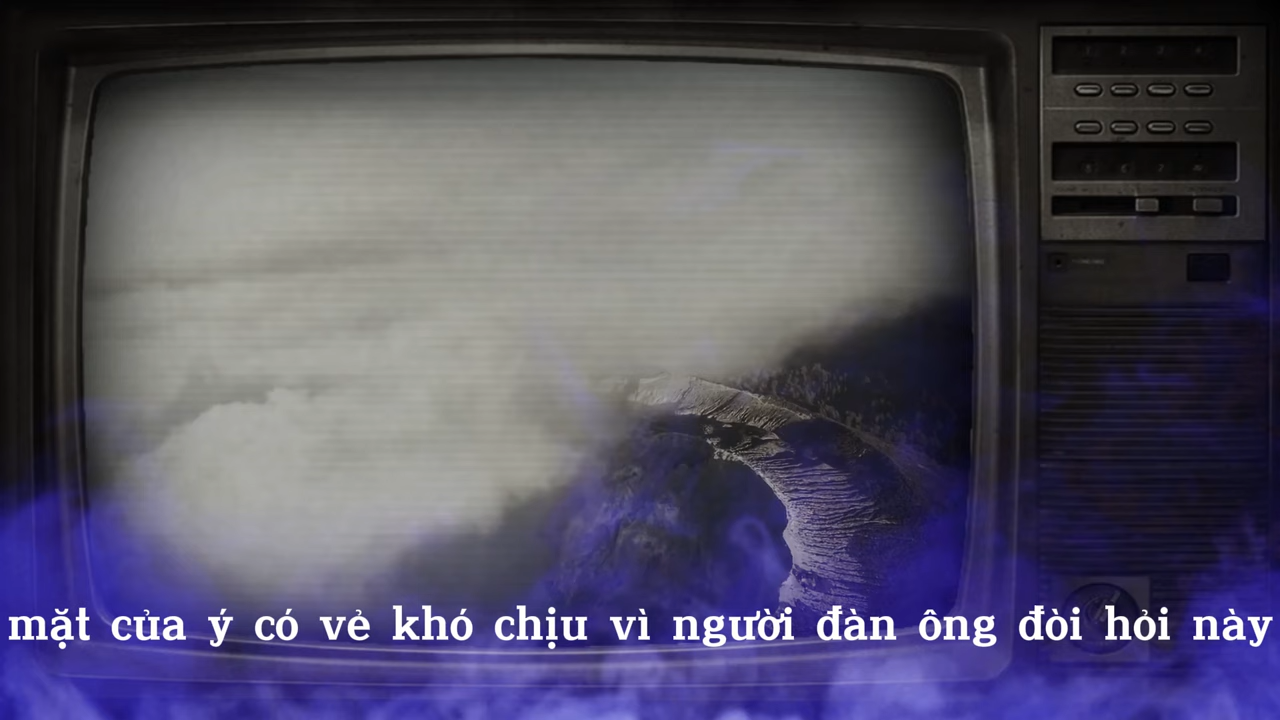 mặt của ý có vẻ khó chịu vì người đàn ông đòi hỏi này